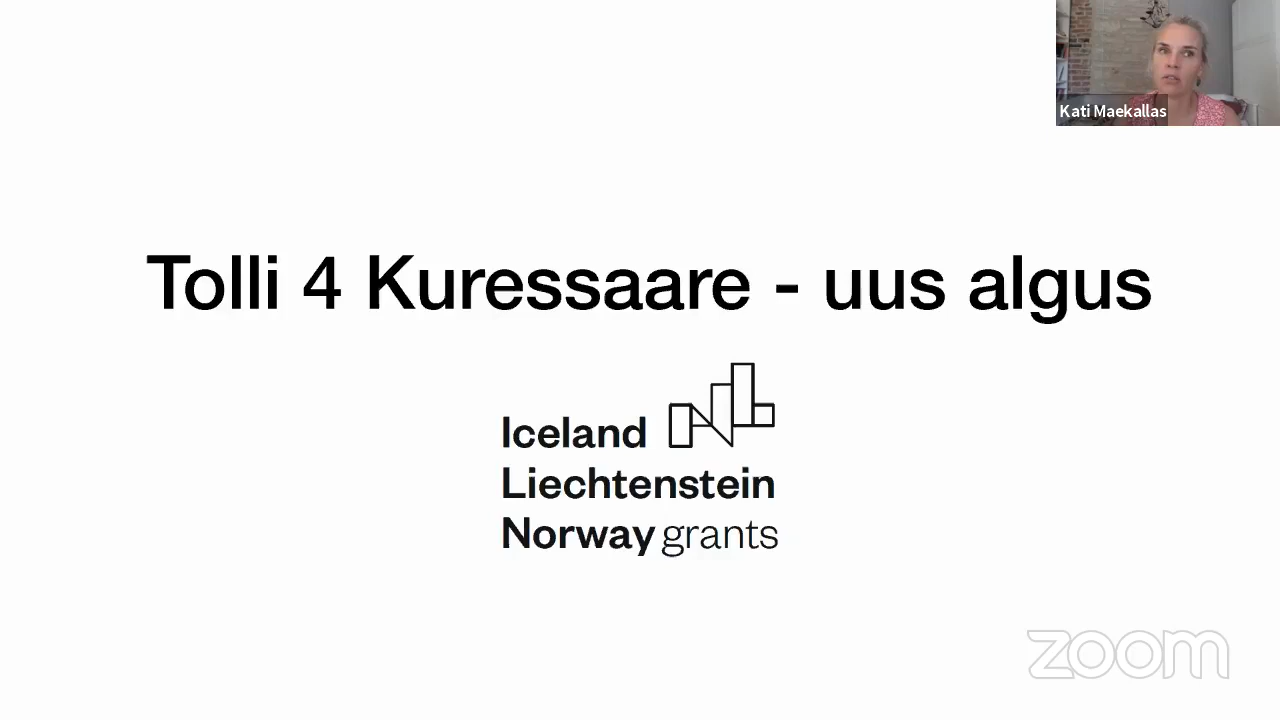 Kati Maekallas
Tolli 4 Kuressaare - uus algus
Iceland
Liechtenstein
Norway grants
zoom